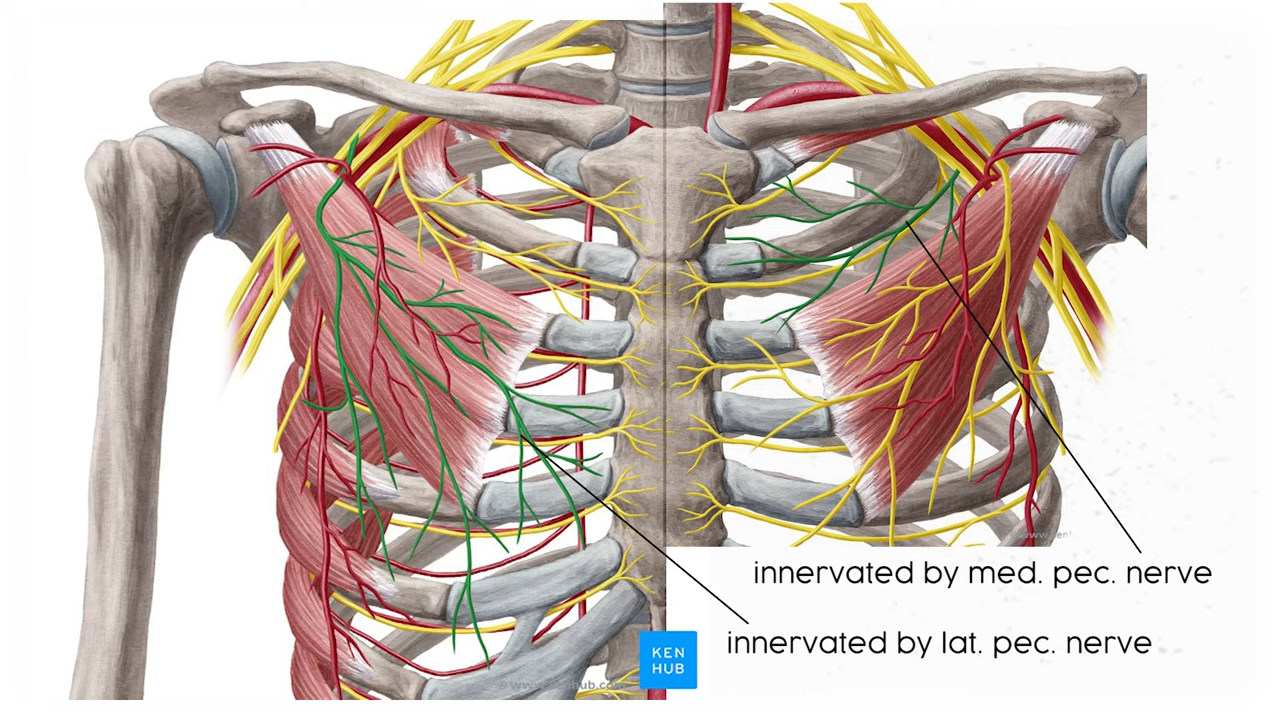 innervated by med. pec. nerve
innervated by lat. pec. nerve
KEN
HUB